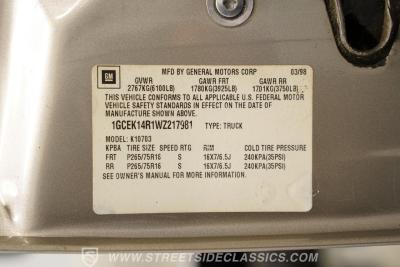 GM
MFD BY GENERAL MOTORS CORP 03/98
GVWR GAWR FRT GAWR RR
2767KG(6100LB) 1780KG(3925LB) 1701KG(3750LB)
THIS VEHICLE CONFORMS TO ALL APPLICABLE U.S. FEDERAL MOTOR
VEHICLE SAFETY STANDARDS IN EFFECT ON THE DATE OF
MANUFACTURE SHOWN ABOVE.
1GCEK14R1WZ217981 TYPE: TRUCK
MODEL: K10703
KPBA TIRE SIZE SPEED RTG RIM COLD TIRE PRESSURE
FRT P265/75R16 S 16X7/6.5J 240KPA(35PSI)
RR P265/75R16 S 16X7/6.5J 240KPA(35PSI)
SEE OWNER'S MANUAL FOR MORE INFORMATION.
WWW.STREETSIDECLASSICS.COM